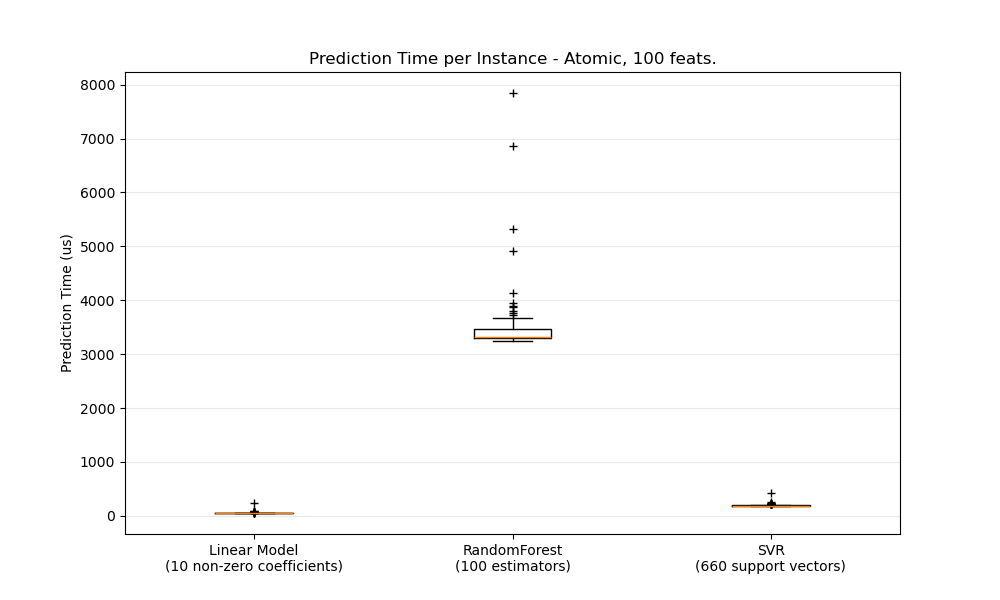 Prediction Time per Instance - Atomic, 100 feats.
Prediction Time (us)
8000
7000
6000
5000
4000
3000
2000
1000
0
Linear Model
(10 non-zero coefficients)
RandomForest
(100 estimators)
SVR
(660 support vectors)